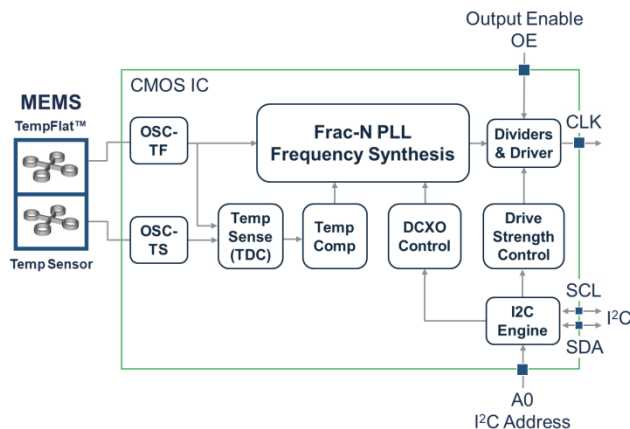 Output Enable
OE
CMOS IC
MEMS
TempFlat™
OSC-
TF
Frac-N PLL
Frequency Synthesis
Dividers
& Driver
CLK
OSC-
TS
Temp
Sense
(TDC)
Temp
Comp
DCXO
Control
Drive
Strength
Control
Temp Sensor
SCL
I2C
Engine
I²C
SDA
A0
I²C Address